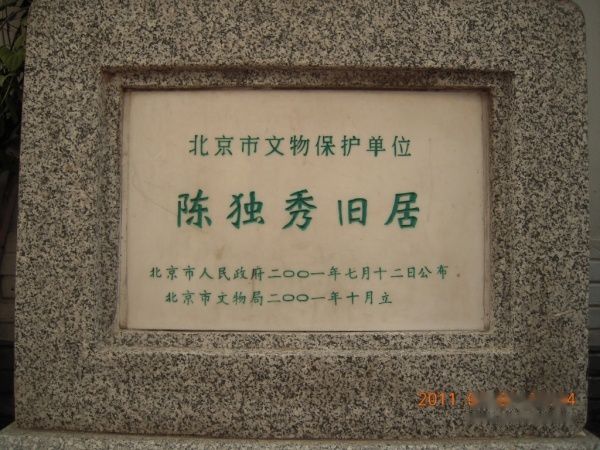 北京市文物保护单位
陈独秀旧居
北京市人民政府二〇〇一年七月十二日公布
北京市文物局二〇〇一年十月立
2011